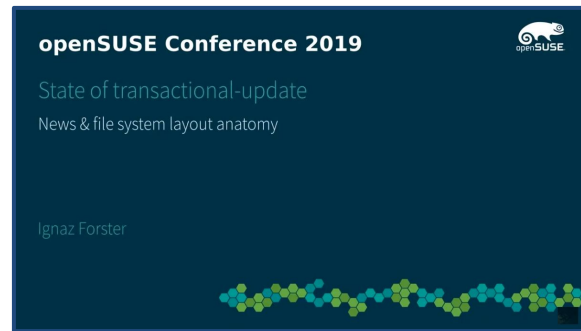 openSUSE Conference 2019
openSUSE
State of transactional-update
News & file system layout anatomy
Ignaz Forster